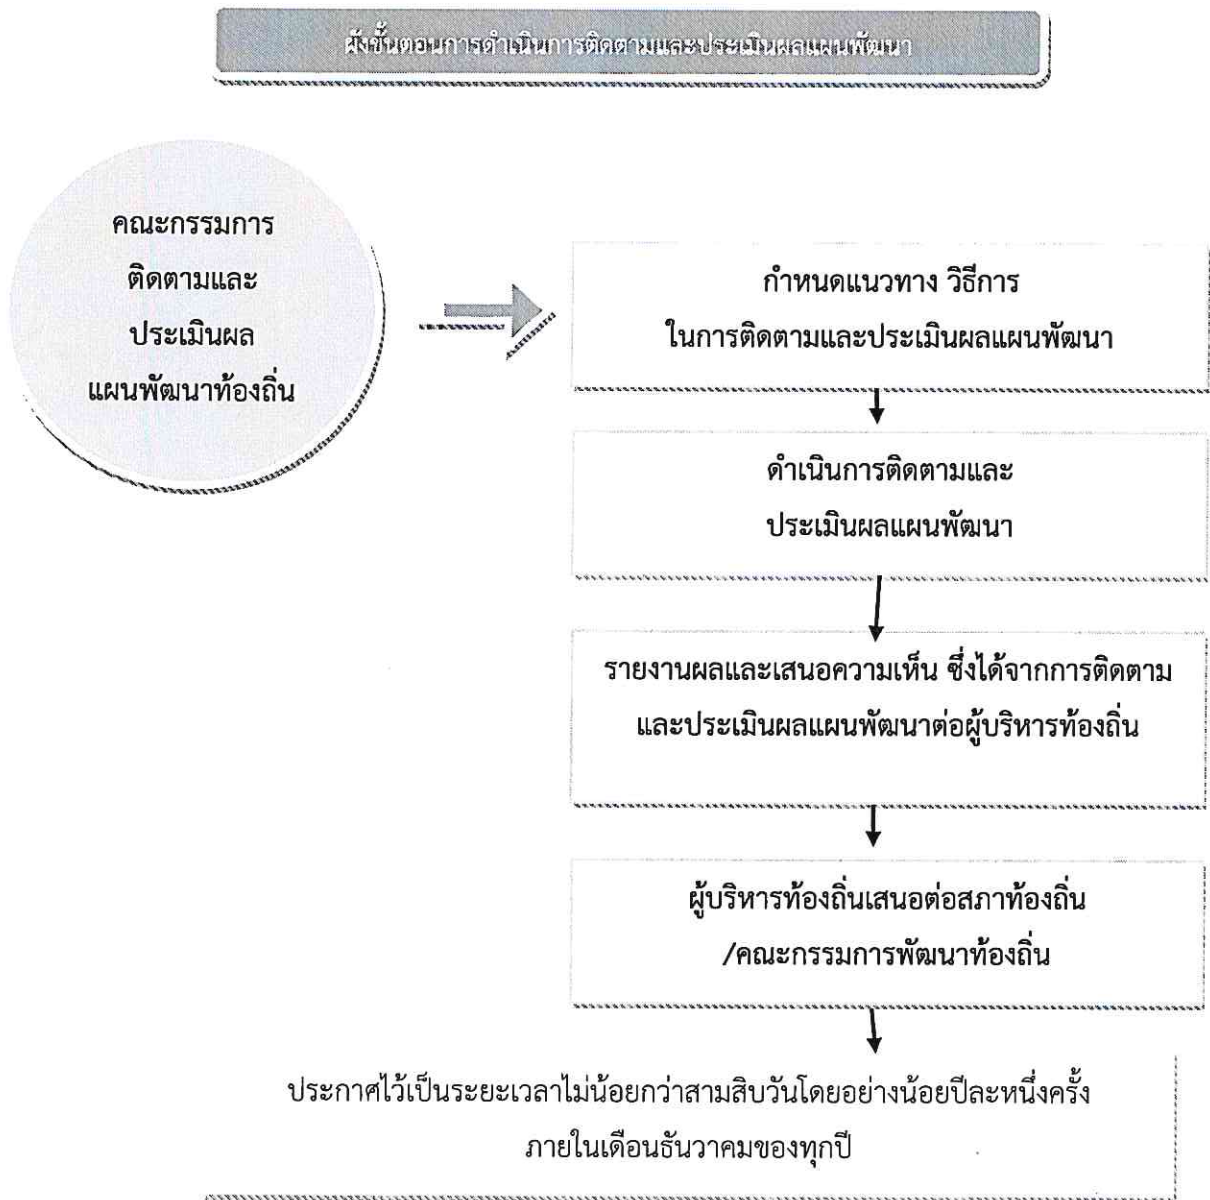 ผังขั้นตอนการดำเนินการติดตามและประเมินผลแผนพัฒนา
คณะกรรมการ
ติดตามและ
ประเมินผล
แผนพัฒนาท้องถิ่น
กำหนดแนวทาง วิธีการ
ในการติดตามและประเมินผลแผนพัฒนา
ดำเนินการติดตามและ
ประเมินผลแผนพัฒนา
รายงานผลและเสนอความเห็น ซึ่งได้จากการติดตาม
และประเมินผลแผนพัฒนาต่อผู้บริหารท้องถิ่น
ผู้บริหารท้องถิ่นเสนอต่อสภาท้องถิ่น
/คณะกรรมการพัฒนาท้องถิ่น
ประกาศไว้เป็นระยะเวลาไม่น้อยกว่าสามสิบวันโดยอย่างน้อยปีละหนึ่งครั้ง
ภายในเดือนธันวาคมของทุกปี